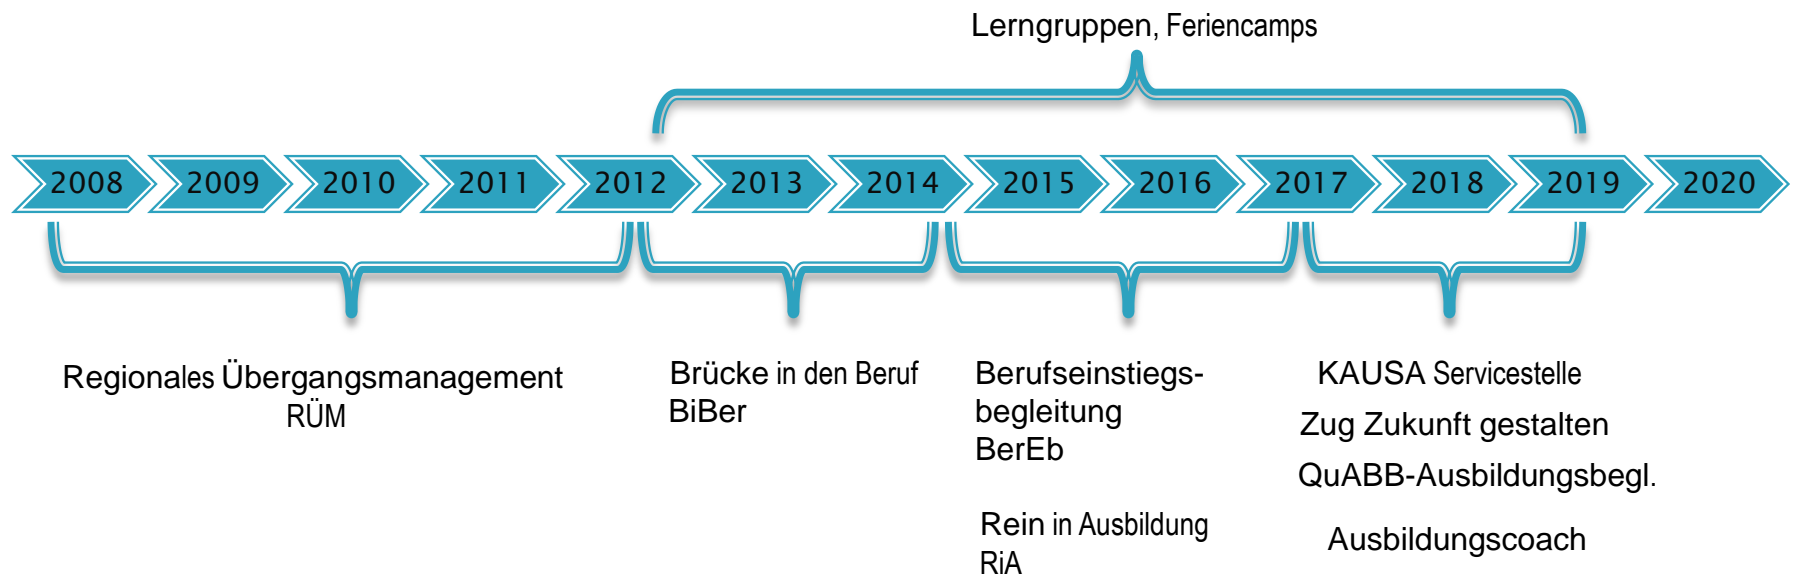 Lerngruppen, Feriencamps
2008 2009 2010 2011 2012 2013 2014 2015 2016 2017 2018 2019 2020
Regionales Übergangsmanagement
RÜM
Brücke in den Beruf
BiBer
Berufseinstiegs-
begleitung
BerEb
Rein in Ausbildung
RiA
KAUSA Servicestelle
Zug Zukunft gestalten
QuABB-Ausbildungsbegl.
Ausbildungscoach